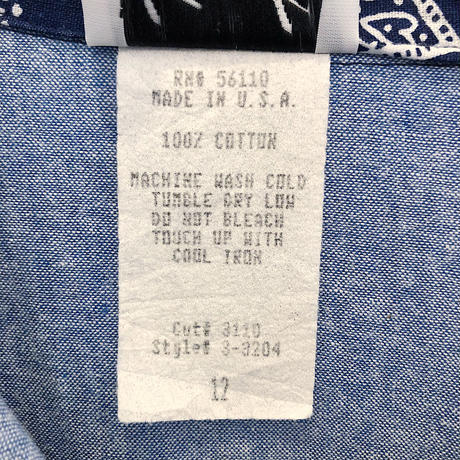 RN# 56110
MADE IN U.S.A.
100% COTTON
MACHINE WASH COLD
TUMBLE DRY LOW
DO NOT BLEACH
TOUCH UP WITH
COOL IRON
Cut# 3110
Style# 3-3204
12